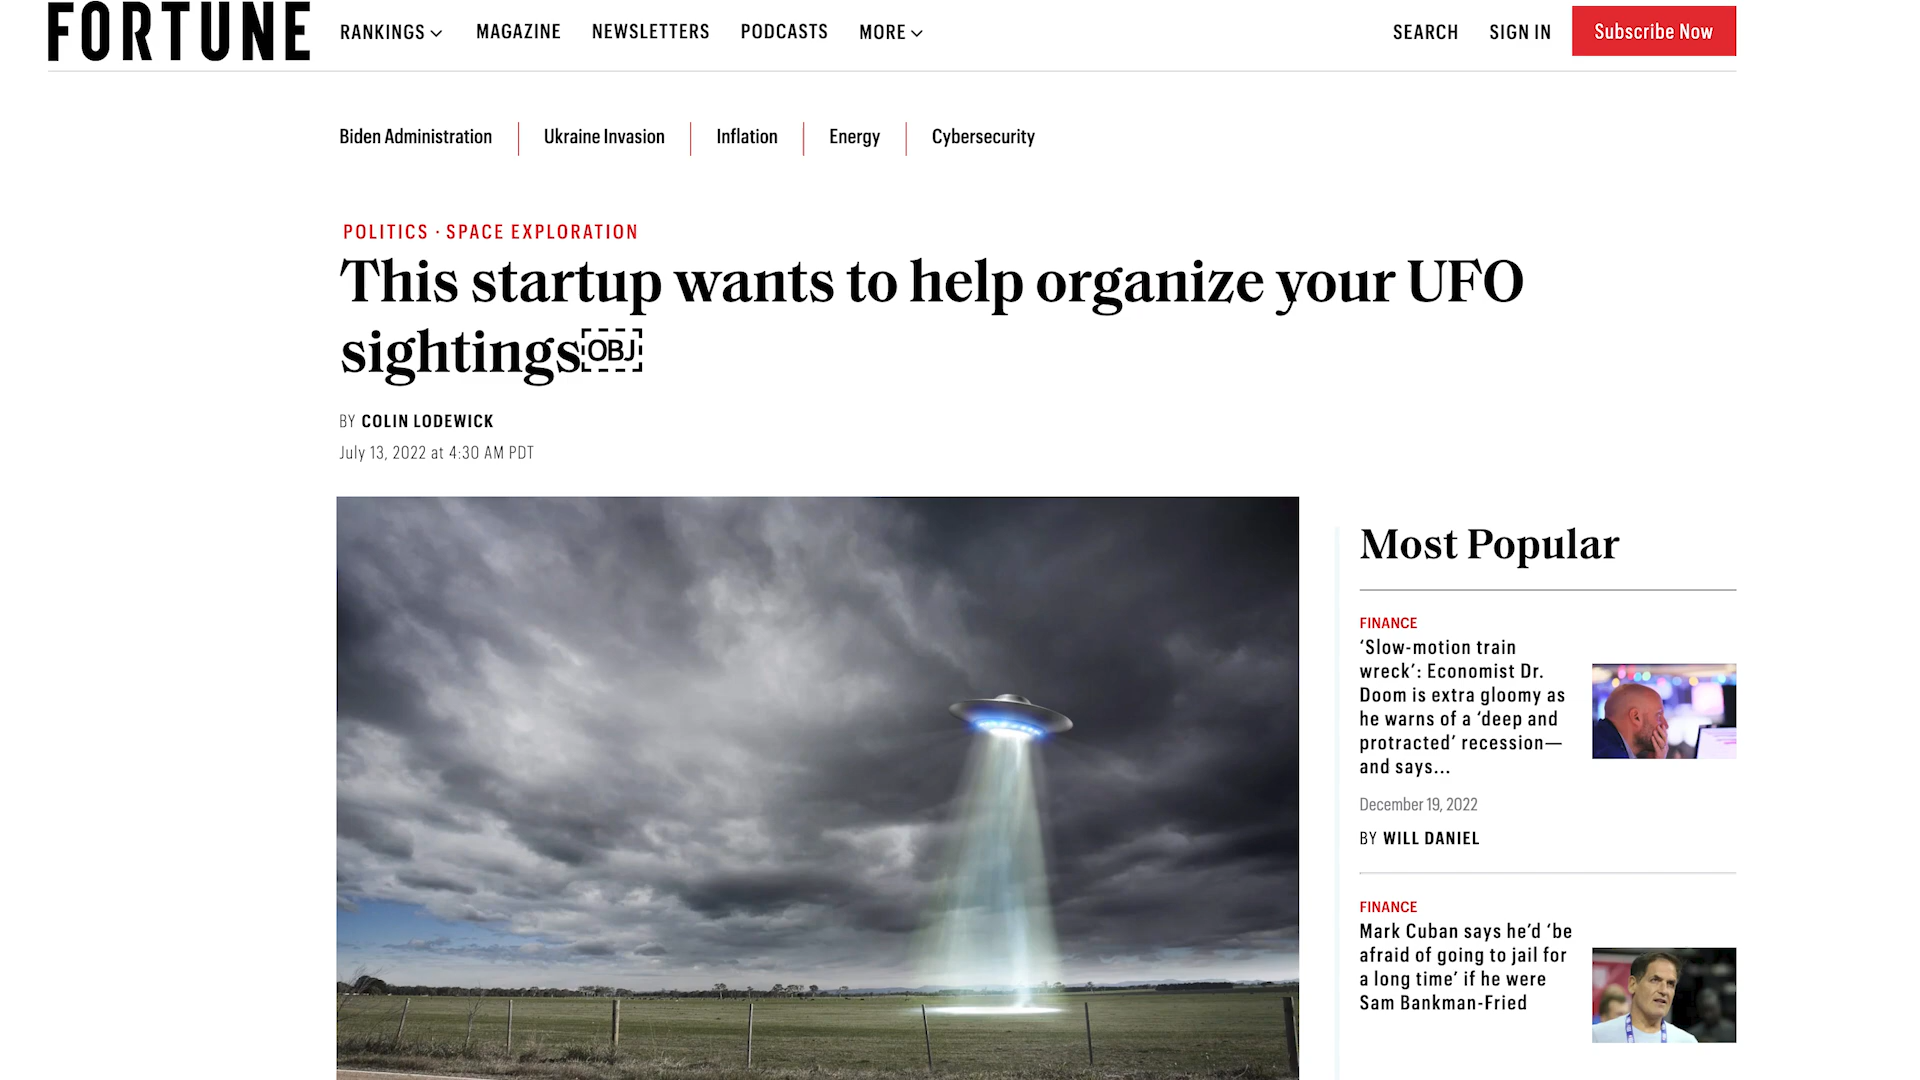 FORTUNE
RANKINGS
MAGAZINE
NEWSLETTERS
PODCASTS
MORE
SEARCH
SIGN IN
Subscribe Now
Biden Administration
Ukraine Invasion
Inflation
Energy
Cybersecurity
POLITICS · SPACE EXPLORATION
This startup wants to help organize your UFO
sightings￼
BY COLIN LODEWICK
July 13, 2022 at 4:30 AM PDT
Most Popular
FINANCE
‘Slow-motion train
wreck’: Economist Dr.
Doom is extra gloomy as
he warns of a ‘deep and
protracted’ recession—
and says...
December 19, 2022
BY WILL DANIEL
FINANCE
Mark Cuban says he’d ‘be
afraid of going to jail for
a long time’ if he were
Sam Bankman-Fried